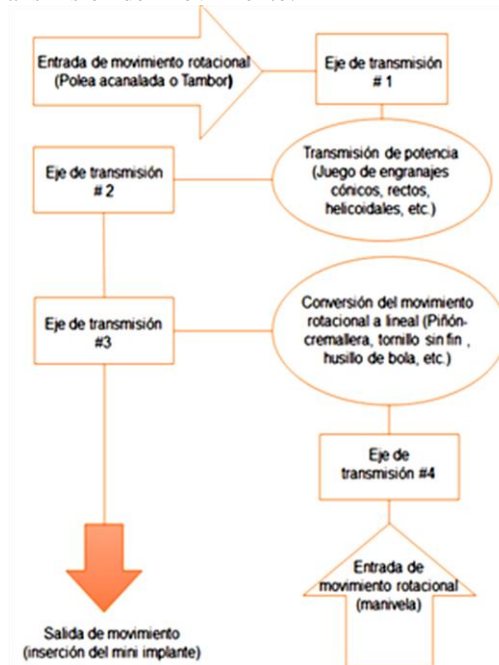 Entrada de movimiento rotacional
(Polea acanalada o Tambor)
Eje de transmisión
# 1
Eje de transmisión
# 2
Transmisión de potencia
(Juego de engranajes
cónicos, rectos,
helicoidales, etc.)
Eje de transmisión
#3
Conversión del movimiento
rotacional a lineal (Piñón-
cremallera, tornillo sin fin ,
husillo de bola, etc.)
Eje de
transmisión #4
Entrada de
movimiento rotacional
(manivela)
Salida de movimiento
(inserción del mini implante)